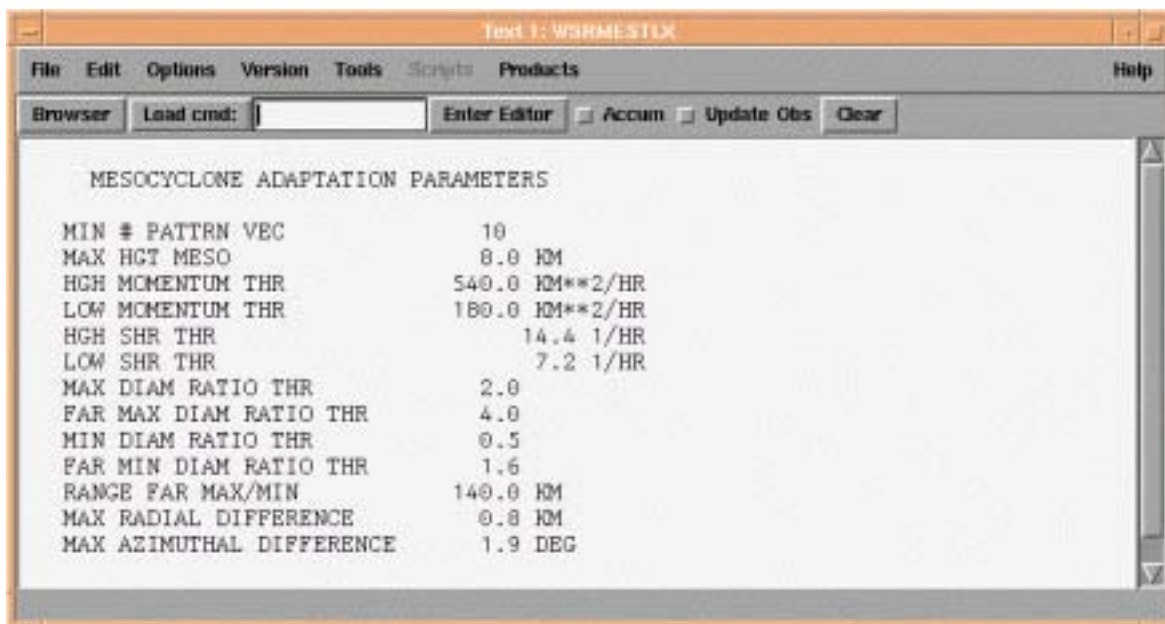 Text 1: WSRMESTLX
File Edit Options Version Tools Scripts Products Help
Browser Load cmd: Enter Editor Accum Update Obs Clear
MESOCYCLONE ADAPTATION PARAMETERS
MIN # PATTRN VEC 10
MAX HGT MESO 8.0 KM
HGH MOMENTUM THR 540.0 KM**2/HR
LOW MOMENTUM THR 180.0 KM**2/HR
HGH SHR THR 14.4 1/HR
LOW SHR THR 7.2 1/HR
MAX DIAM RATIO THR 2.0
FAR MAX DIAM RATIO THR 4.0
MIN DIAM RATIO THR 0.5
FAR MIN DIAM RATIO THR 1.6
RANGE FAR MAX/MIN 140.0 KM
MAX RADIAL DIFFERENCE 0.8 KM
MAX AZIMUTHAL DIFFERENCE 1.9 DEG